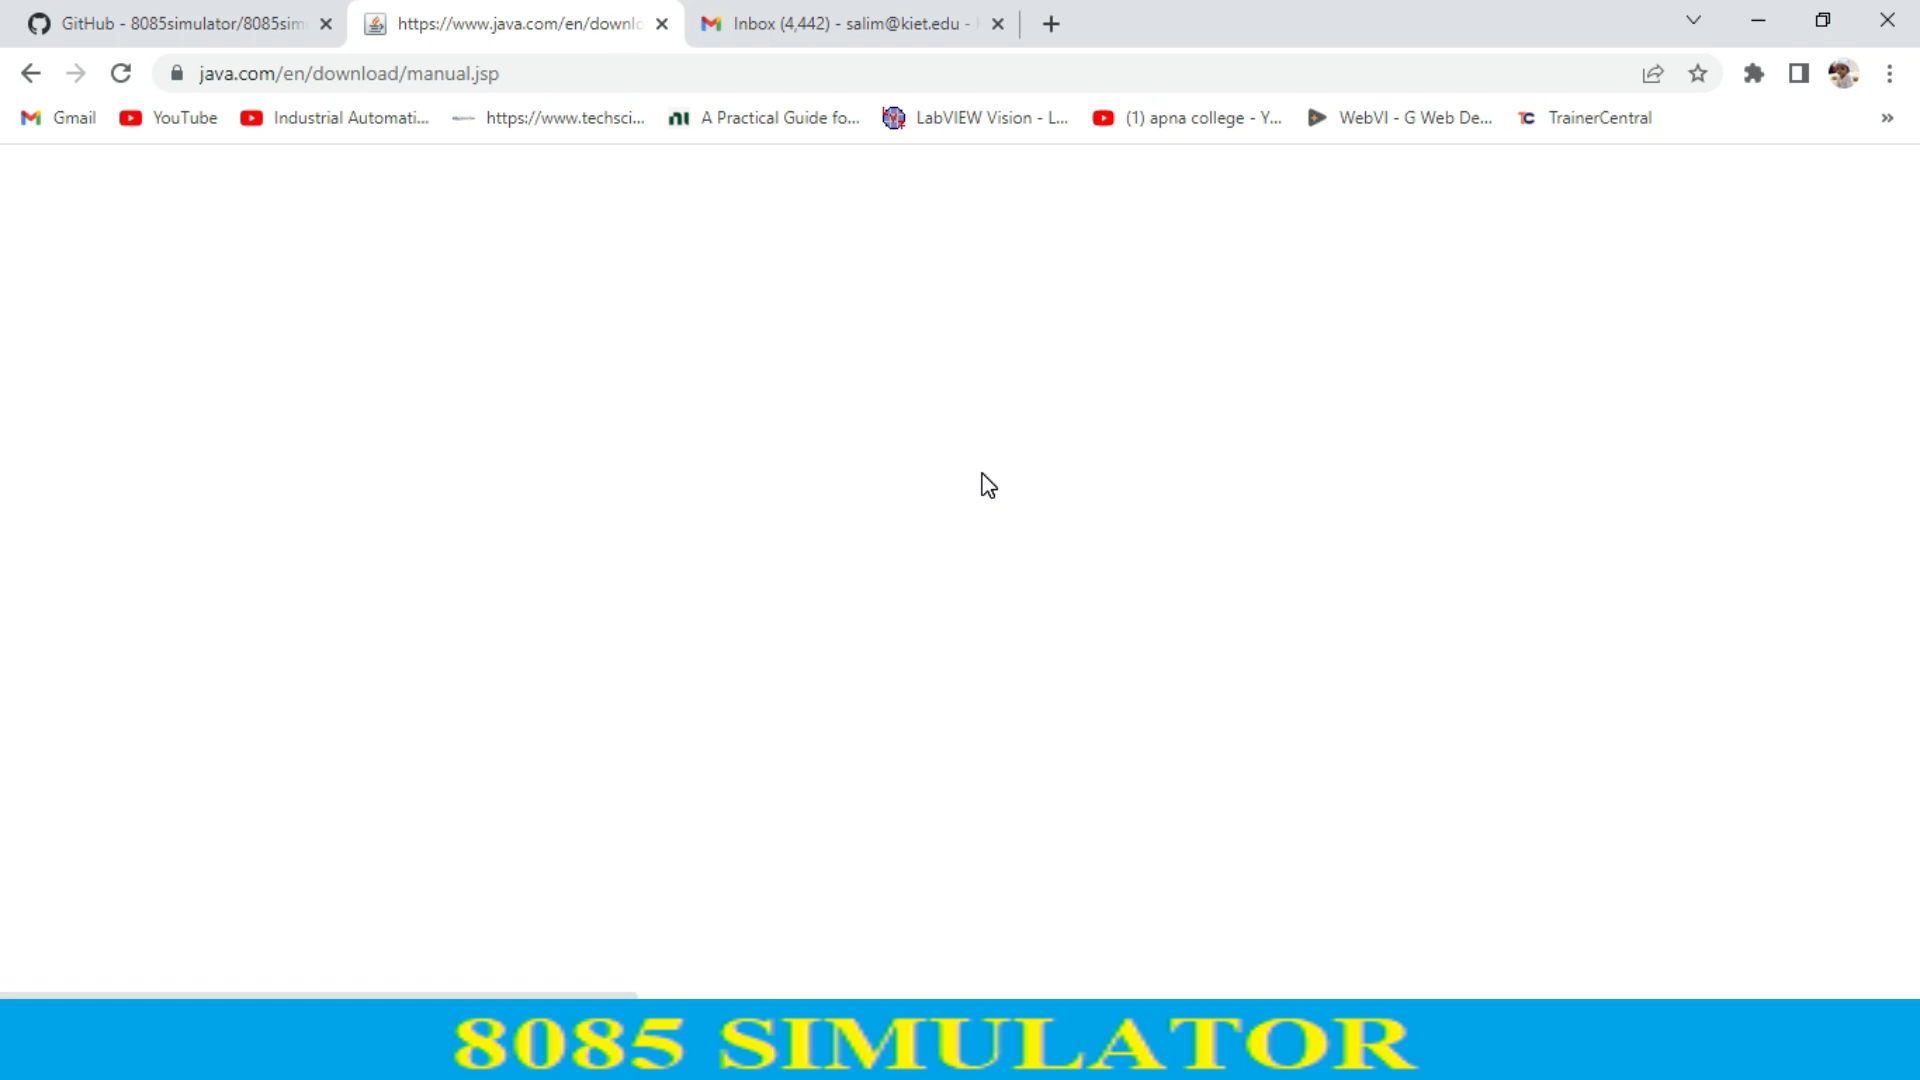 GitHub - 8085simulator/8085sim
https://www.java.com/en/downlo
Inbox (4,442) - salim@kiet.edu -
java.com/en/download/manual.jsp
Gmail
YouTube
Industrial Automati...
https://www.techsci...
A Practical Guide fo...
LabVIEW Vision - L...
(1) apna college - Y...
WebVI - G Web De...
TrainerCentral
8085 SIMULATOR